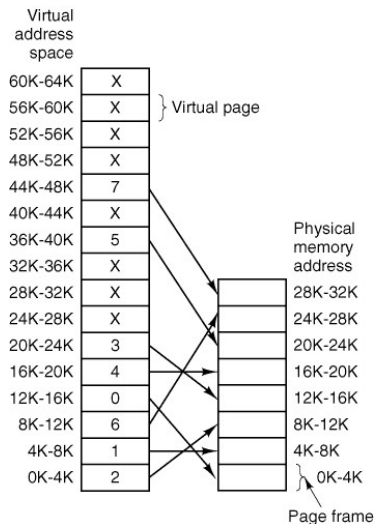 Virtual
address
space
60K-64K X
56K-60K X } Virtual page
52K-56K X
48K-52K X
44K-48K 7
40K-44K X
36K-40K 5
32K-36K X
28K-32K X
24K-28K X
20K-24K 3
16K-20K 4
12K-16K 0
8K-12K 6
4K-8K 1
0K-4K 2
Physical
memory
address
28K-32K
24K-28K
20K-24K
16K-20K
12K-16K
8K-12K
4K-8K
0K-4K
Page frame